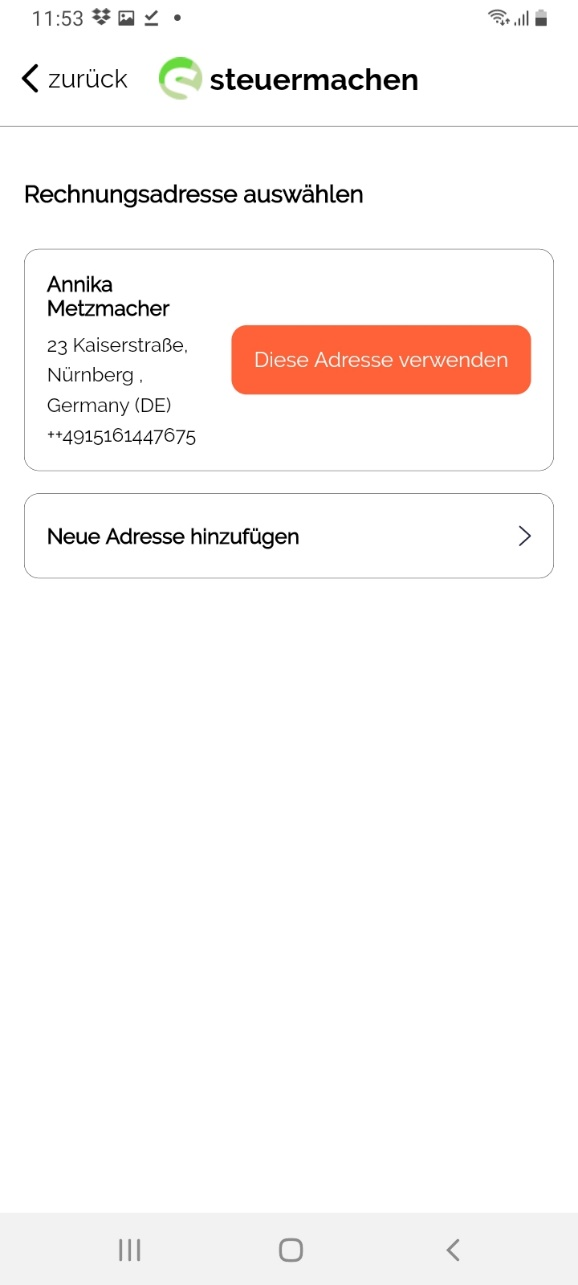 11:53
zurück
steuermachen
Rechnungsadresse auswählen
Annika
Metzmacher
23 Kaiserstraße,
Nürnberg ,
Germany (DE)
++4915161447675
Diese Adresse verwenden
Neue Adresse hinzufügen